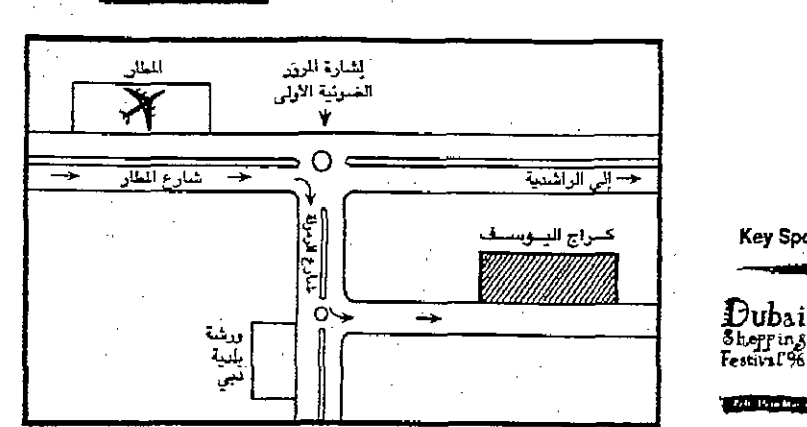 المطار
إشارة المرور
الضوئية الأولى
شارع المطار
إلى الراشدية
كراج اليوسف
شارع
ورشة
بلدية
دبي
Key Spo
Dubai
Shopping
Festival'96